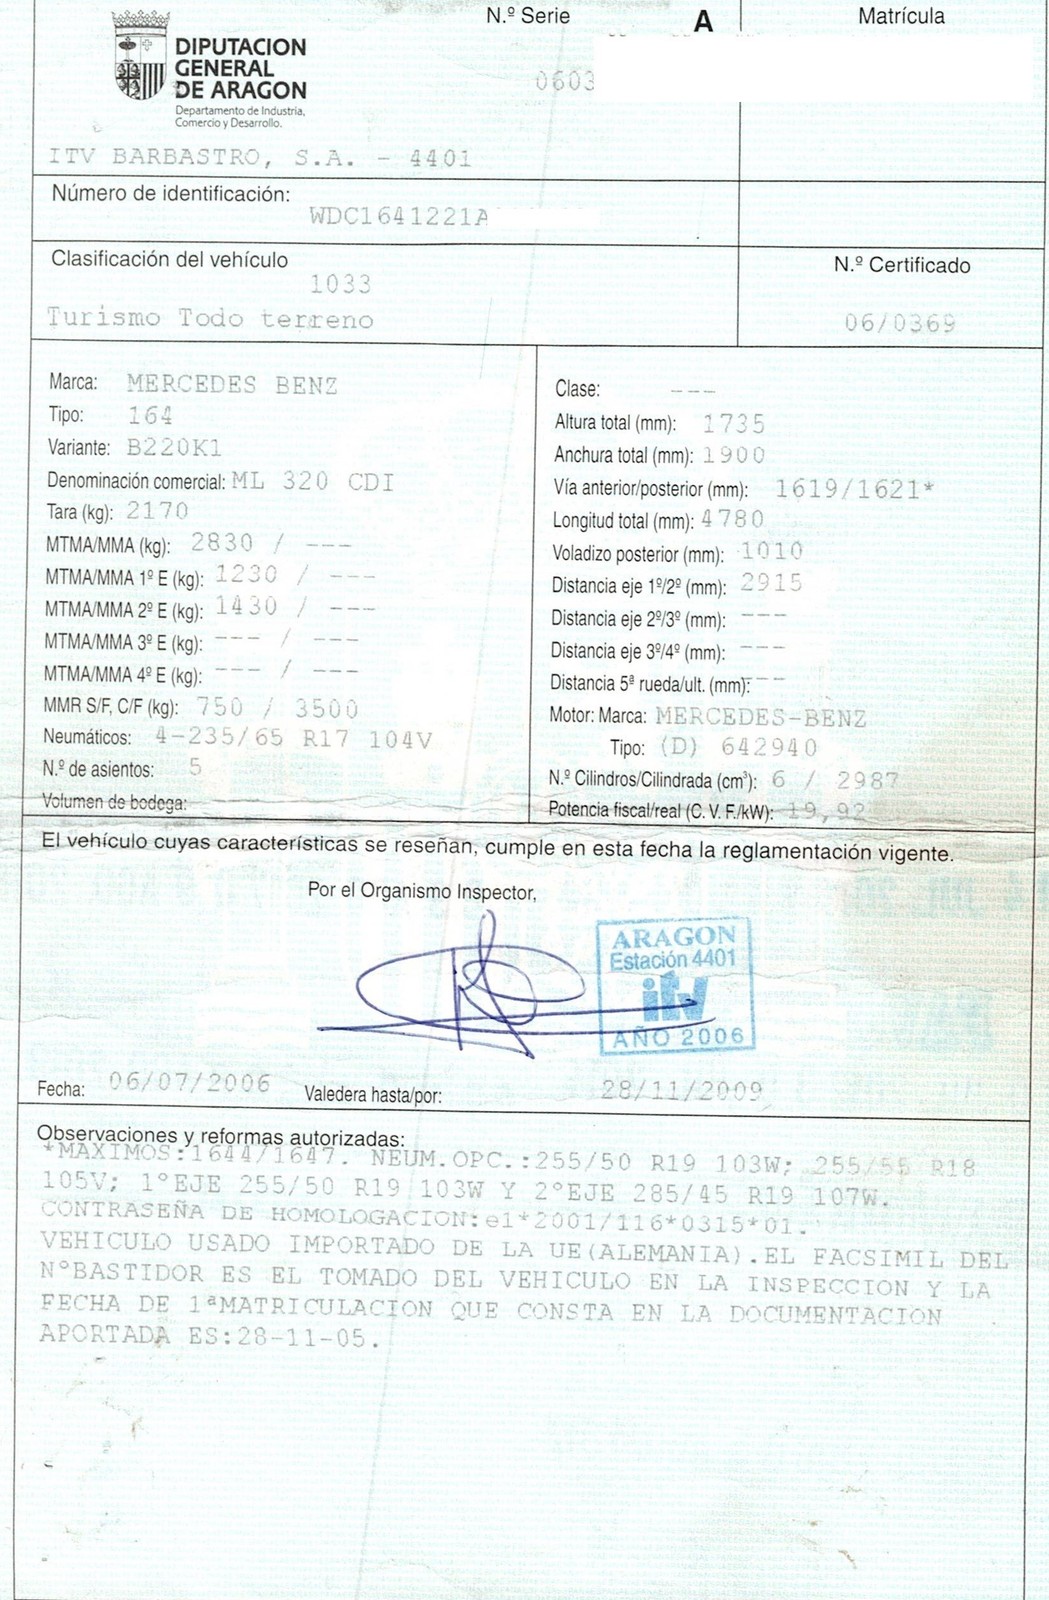 DIPUTACION
GENERAL
DE ARAGON
Departamento de Industria,
Comercio y Desarrollo.
N.º Serie A
0603
Matrícula
ITV BARBASTRO, S.A. - 4401
Número de identificación:
WDC1641221A
Clasificación del vehículo
1033
Turismo Todo terreno
N.º Certificado
06/0369
Marca: MERCEDES BENZ
Tipo: 164
Variante: B220K1
Denominación comercial: ML 320 CDI
Tara (kg): 2170
MTMA/MMA (kg): 2830 / ---
MTMA/MMA 1º E (kg): 1230 / ---
MTMA/MMA 2º E (kg): 1430 / ---
MTMA/MMA 3º E (kg): --- / ---
MTMA/MMA 4º E (kg): --- / ---
MMR S/F, C/F (kg): 750 / 3500
Neumáticos: 4-235/65 R17 104V
N.º de asientos: 5
Volumen de bodega:
Clase: ---
Altura total (mm): 1735
Anchura total (mm): 1900
Vía anterior/posterior (mm): 1619/1621*
Longitud total (mm): 4780
Voladizo posterior (mm): 1010
Distancia eje 1º/2º (mm): 2915
Distancia eje 2º/3º (mm): ---
Distancia eje 3º/4º (mm): ---
Distancia 5ª rueda/ult. (mm): ---
Motor: Marca: MERCEDES-BENZ
Tipo: (D) 642940
N.º Cilindros/Cilindrada (cm³): 6 / 2987
Potencia fiscal/real (C. V. F./kW): 19,92
El vehículo cuyas características se reseñan, cumple en esta fecha la reglamentación vigente.
Por el Organismo Inspector,
ARAGON
Estación 4401
itv
AÑO 2006
Fecha: 06/07/2006 Valedera hasta/por: 28/11/2009
Observaciones y reformas autorizadas:
*MAXIMOS:1644/1647. NEUM.OPC.:255/50 R19 103W; 255/55 R18
105V; 1ºEJE 255/50 R19 103W Y 2ºEJE 285/45 R19 107W.
CONTRASEÑA DE HOMOLOGACION:e1*2001/116*0315*01.
VEHICULO USADO IMPORTADO DE LA UE(ALEMANIA).EL FACSIMIL DEL
NºBASTIDOR ES EL TOMADO DEL VEHICULO EN LA INSPECCION Y LA
FECHA DE 1ªMATRICULACION QUE CONSTA EN LA DOCUMENTACION
APORTADA ES:28-11-05.